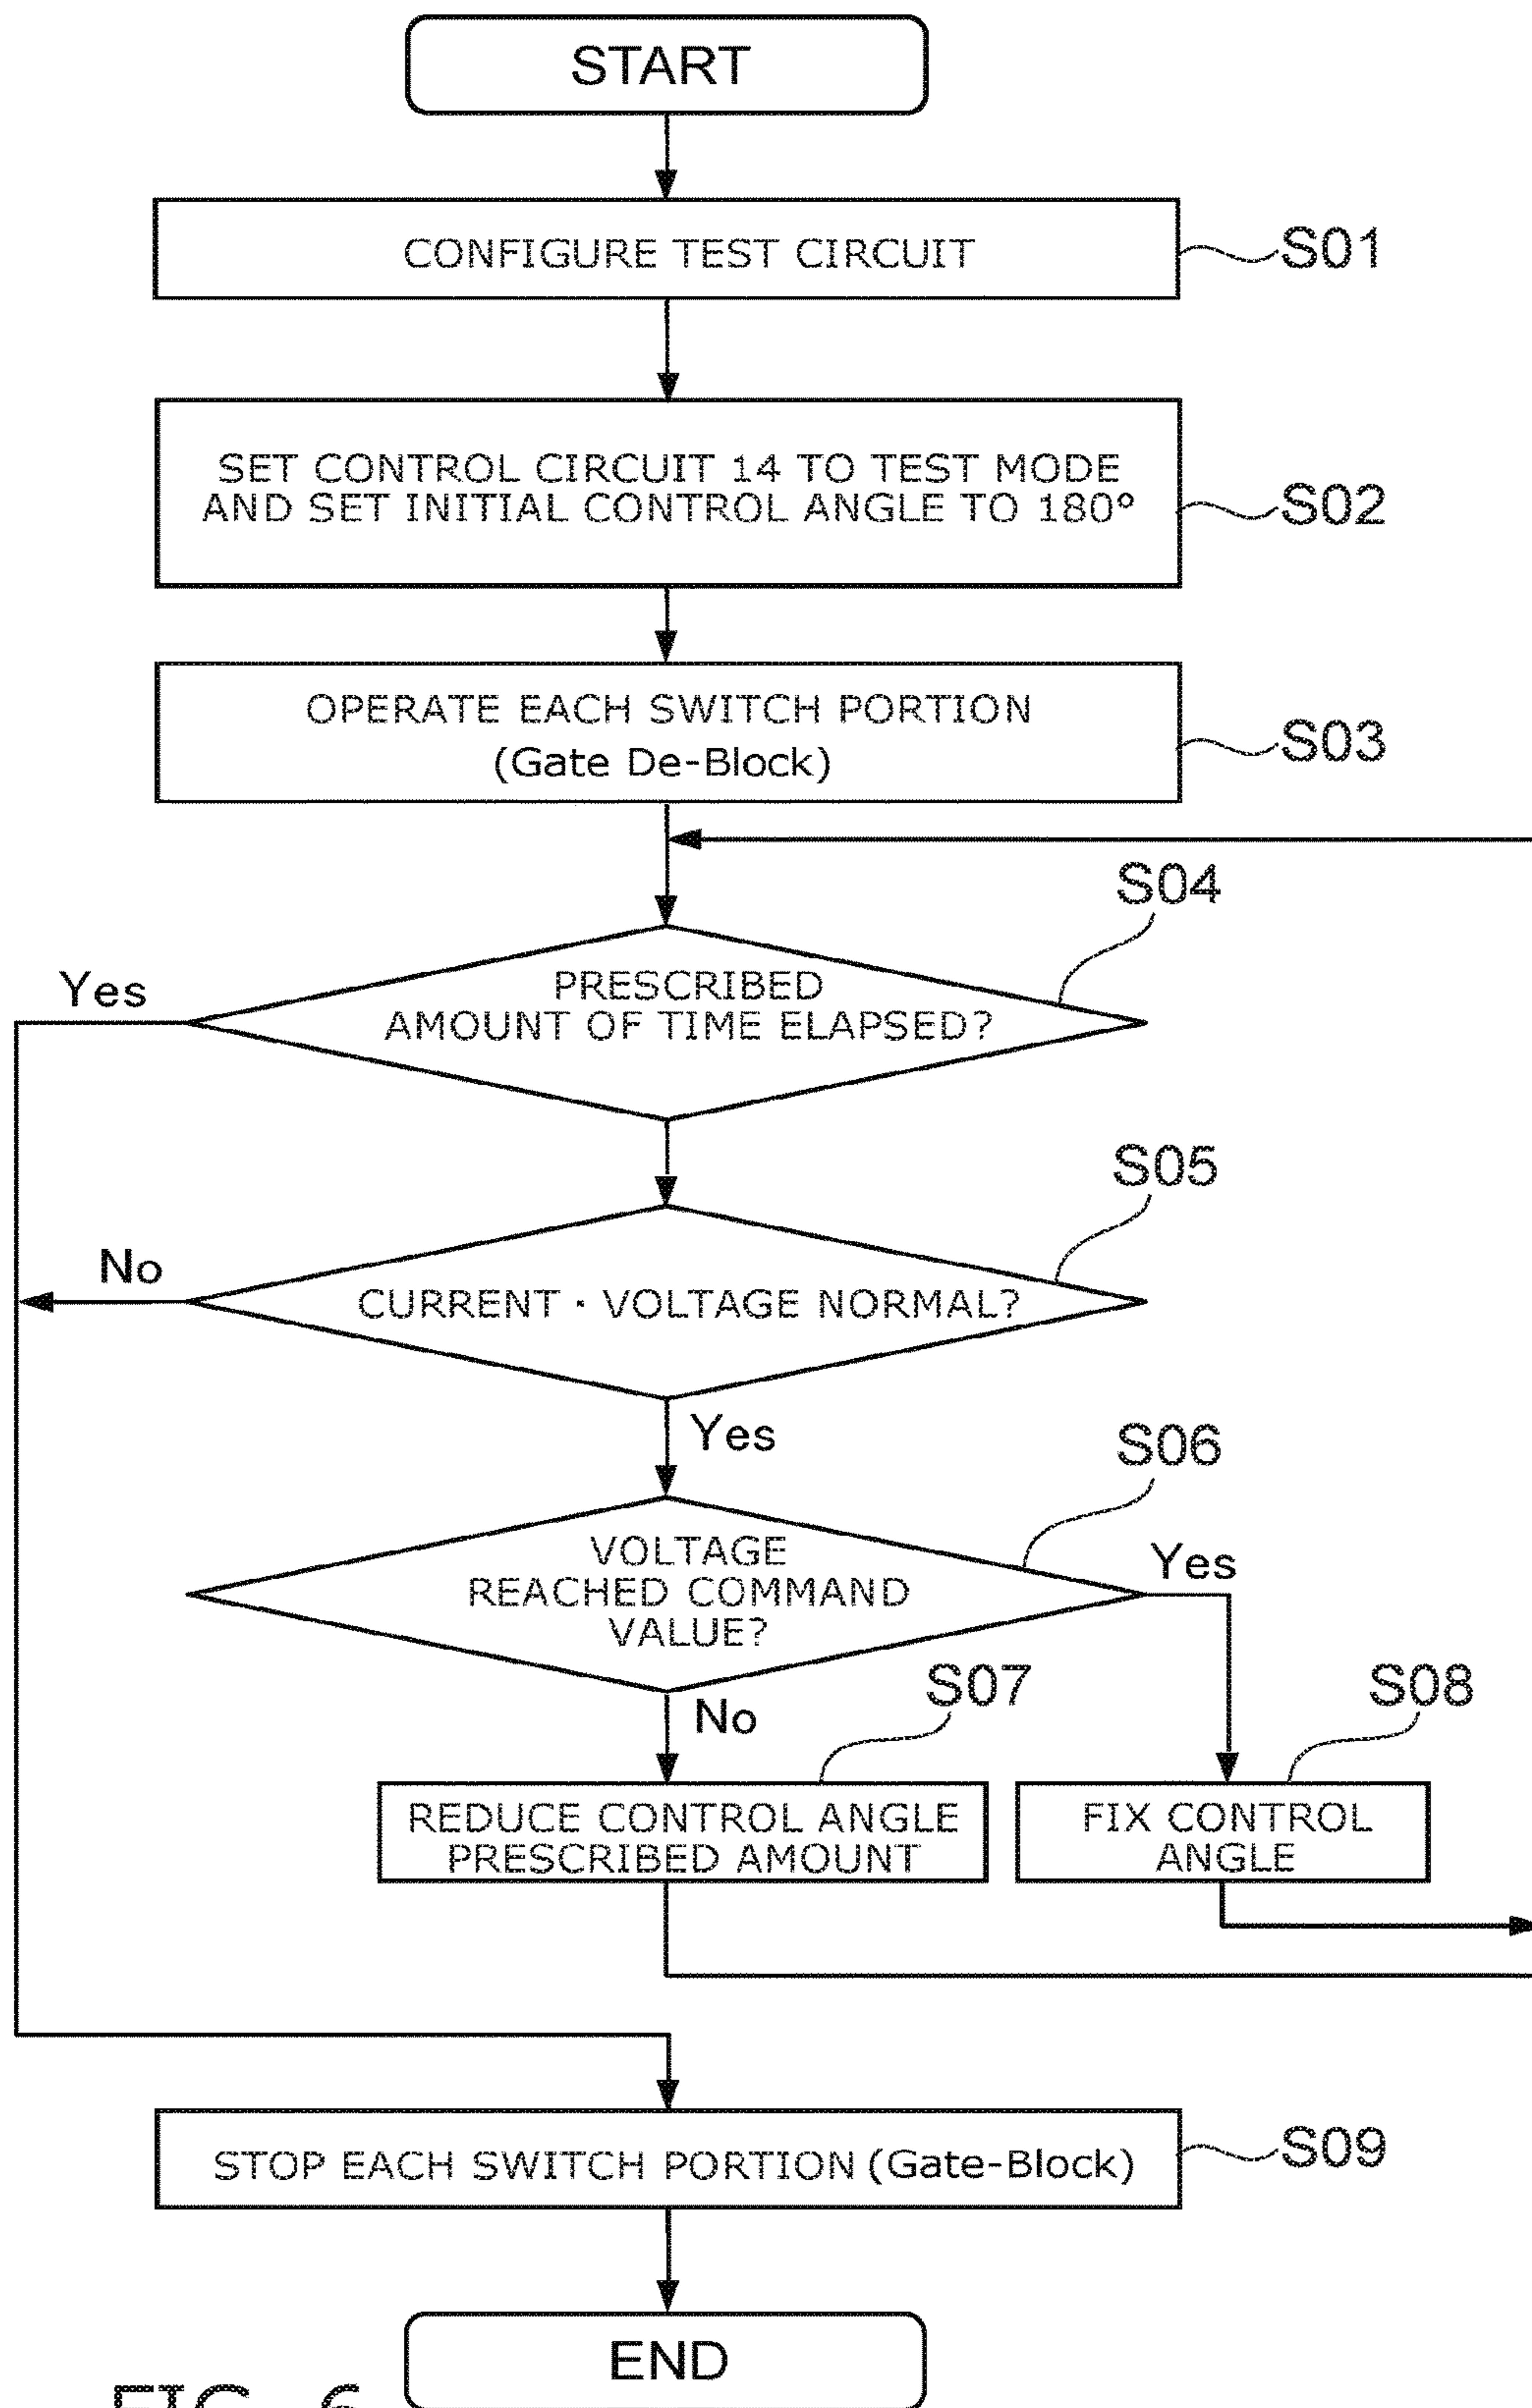 START
CONFIGURE TEST CIRCUIT
S01
SET CONTROL CIRCUIT 14 TO TEST MODE
AND SET INITIAL CONTROL ANGLE TO 180°
S02
OPERATE EACH SWITCH PORTION
(Gate De-Block)
S03
S04
Yes
PRESCRIBED
AMOUNT OF TIME ELAPSED?
S05
No
CURRENT · VOLTAGE NORMAL?
Yes
S06
VOLTAGE
REACHED COMMAND
VALUE?
Yes
No
S07
S08
REDUCE CONTROL ANGLE
PRESCRIBED AMOUNT
FIX CONTROL
ANGLE
STOP EACH SWITCH PORTION (Gate-Block)
S09
END
FIG. 6